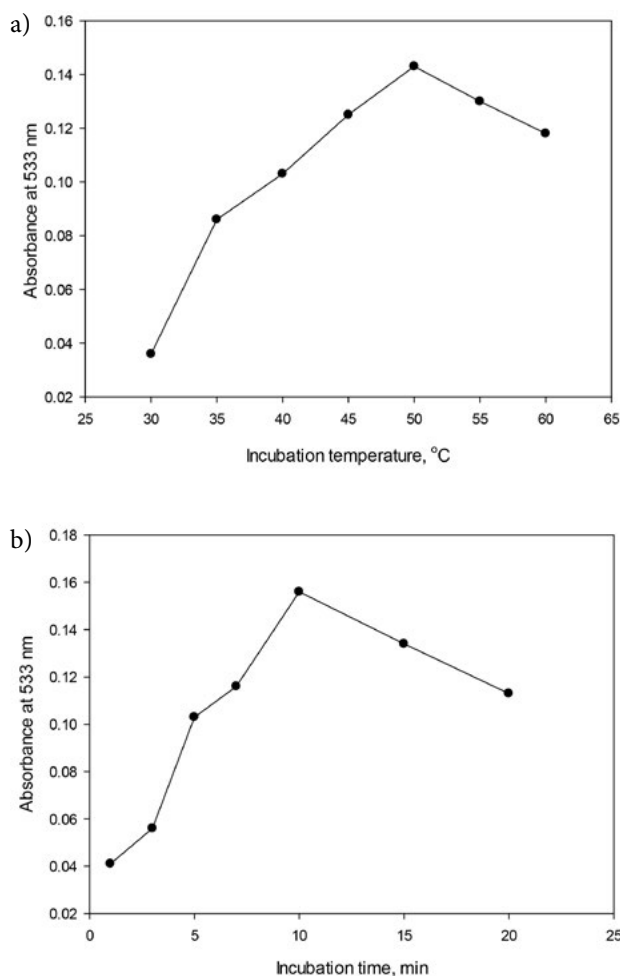 a)
0.16
0.14
0.12
0.10
0.08
0.06
0.04
0.02
Absorbance at 533 nm
25 30 35 40 45 50 55 60 65
Incubation temperature, °C
b)
0.18
0.16
0.14
0.12
0.10
0.08
0.06
0.04
0.02
Absorbance at 533 nm
0 5 10 15 20 25
Incubation time, min